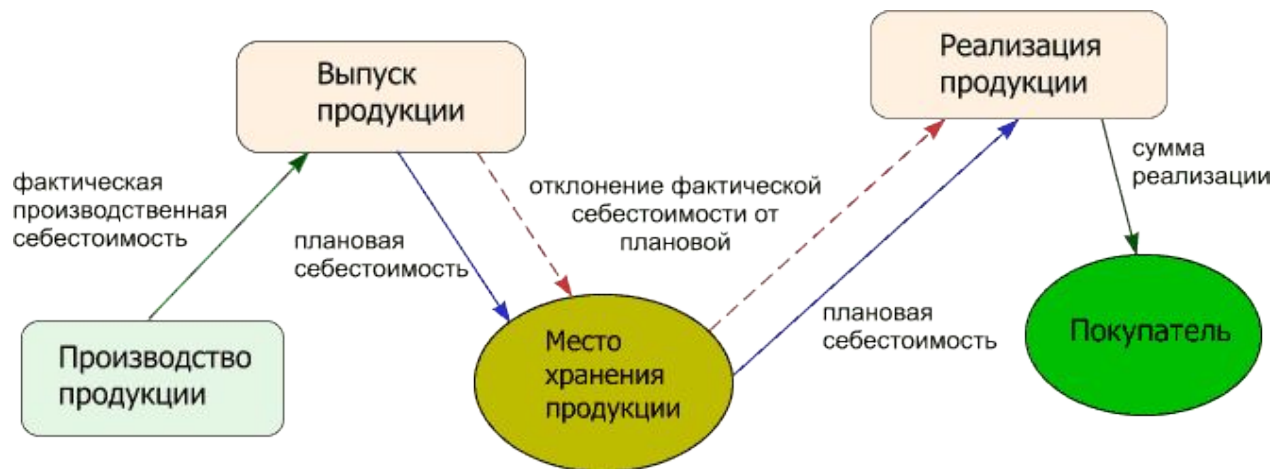 Выпуск
продукции
Реализация
продукции
фактическая
производственная
себестоимость
плановая
себестоимость
отклонение фактической
себестоимости от
плановой
сумма
реализации
плановая
себестоимость
Производство
продукции
Место
хранения
продукции
Покупатель